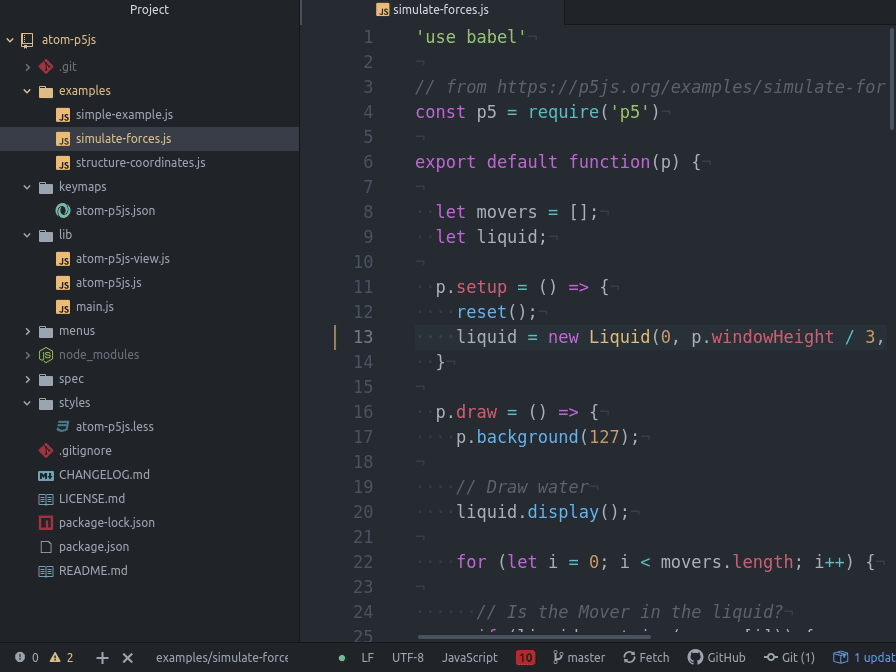 Project
atom-p5js
.git
examples
simple-example.js
simulate-forces.js
structure-coordinates.js
keymaps
atom-p5js.json
lib
atom-p5js-view.js
atom-p5js.js
main.js
menus
node_modules
spec
styles
atom-p5js.less
.gitignore
CHANGELOG.md
LICENSE.md
package-lock.json
package.json
README.md
simulate-forces.js
1 'use babel'
2
3 // from https://p5js.org/examples/simulate-for
4 const p5 = require('p5')
5
6 export default function(p) {
7
8 let movers = [];
9 let liquid;
10
11 p.setup = () => {
12 reset();
13 liquid = new Liquid(0, p.windowHeight / 3,
14 }
15
16 p.draw = () => {
17 p.background(127);
18
19 // Draw water
20 liquid.display();
21
22 for (let i = 0; i < movers.length; i++) {
23
24 // Is the Mover in the liquid?
25
0 2 examples/simulate-force LF UTF-8 JavaScript 10 master Fetch GitHub Git (1) 1 updat